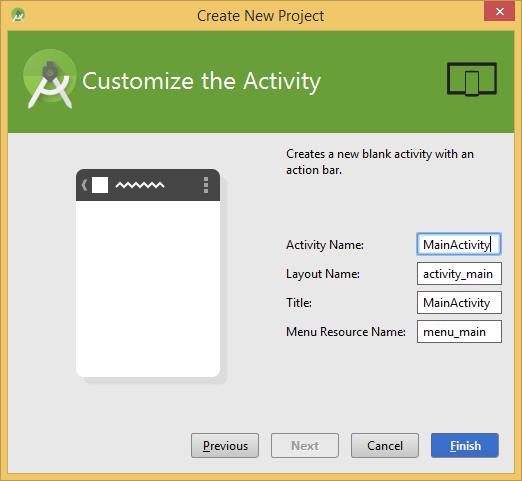 Create New Project
Customize the Activity
Creates a new blank activity with an
action bar.
Activity Name: MainActivity
Layout Name: activity_main
Title: MainActivity
Menu Resource Name: menu_main
Previous Next Cancel Finish